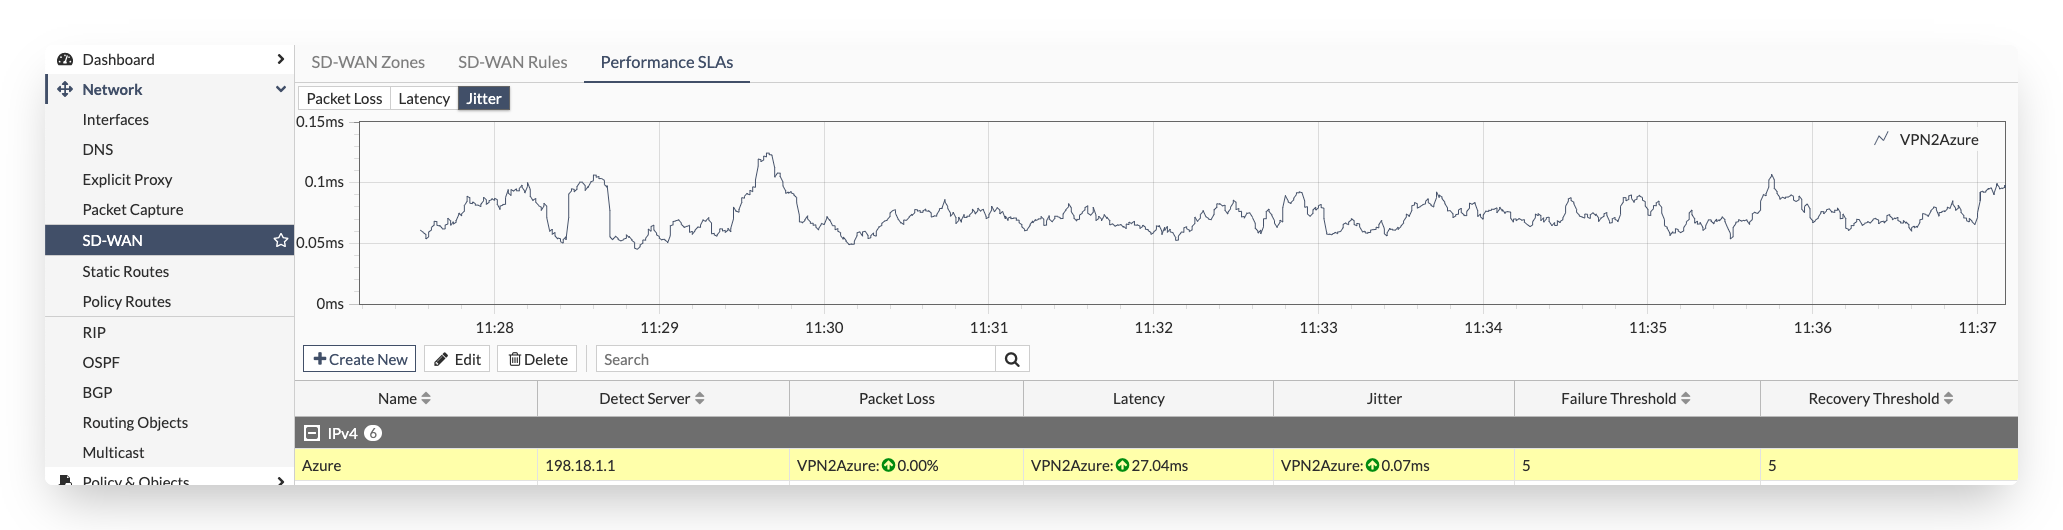 Dashboard
Network
Interfaces
DNS
Explicit Proxy
Packet Capture
SD-WAN
Static Routes
Policy Routes
RIP
OSPF
BGP
Routing Objects
Multicast
Policy & Objects
SD-WAN Zones SD-WAN Rules Performance SLAs
Packet Loss Latency Jitter
0.15ms
0.1ms
0.05ms
0ms
VPN2Azure
11:28 11:29 11:30 11:31 11:32 11:33 11:34 11:35 11:36 11:37
Create New Edit Delete Search
Name Detect Server Packet Loss Latency Jitter Failure Threshold Recovery Threshold
IPv4 6
Azure 198.18.1.1 VPN2Azure: 0.00% VPN2Azure: 27.04ms VPN2Azure: 0.07ms 5 5